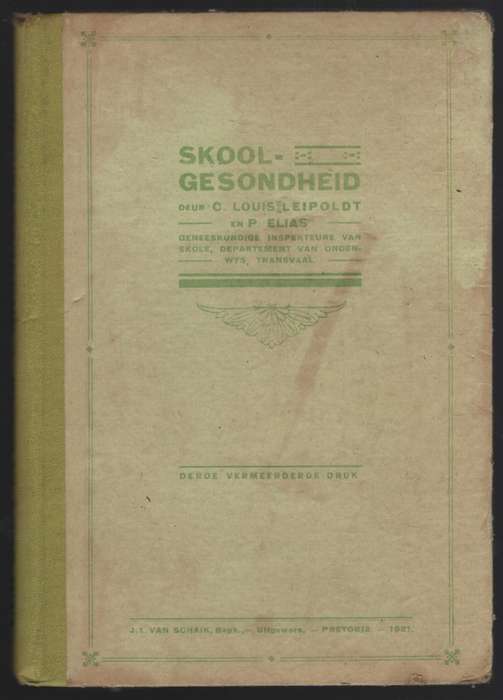 SKOOL-
GESONDHEID
DEUR C. LOUIS LEIPOLDT
EN P. ELIAS
GENEESKUNDIGE INSPEKTEURS VAN
SKOLE, DEPARTEMENT VAN ONDER-
WYS, TRANSVAAL
DERDE VERMEERDERDE DRUK
J. L. VAN SCHAIK, Bpk., — Uitgewers, — PRETORIA — 1921.